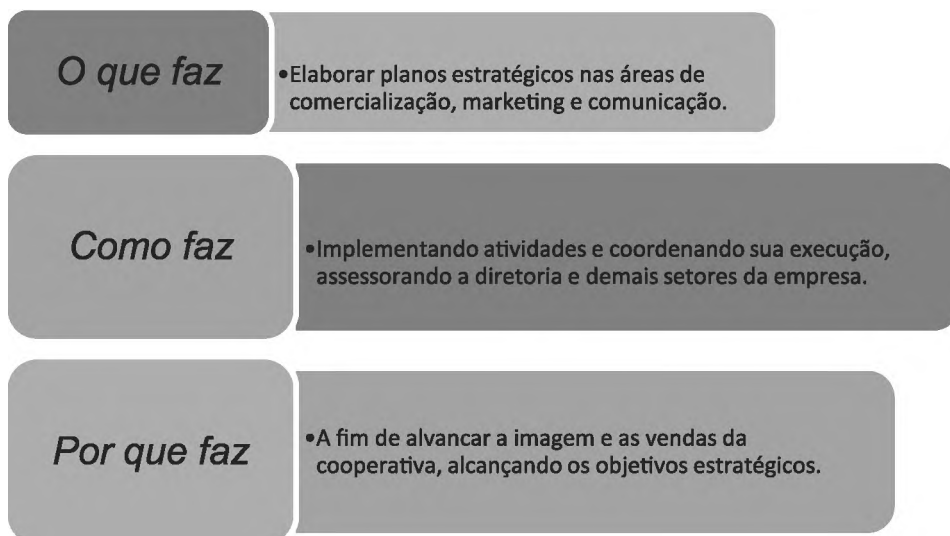 O que faz
•Elaborar planos estratégicos nas áreas de
comercialização, marketing e comunicação.
Como faz
•Implementando atividades e coordenando sua execução,
assessorando a diretoria e demais setores da empresa.
Por que faz
•A fim de alvancar a imagem e as vendas da
cooperativa, alcançando os objetivos estratégicos.